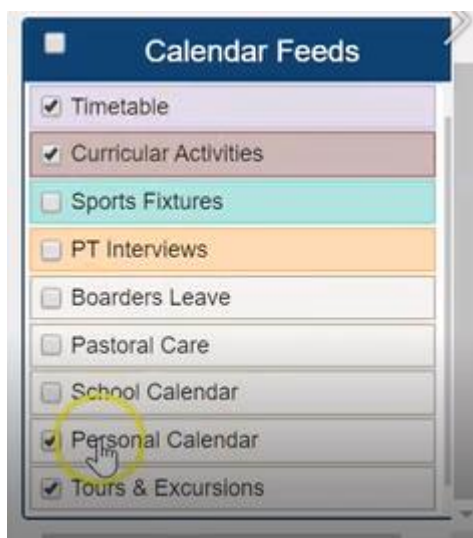 Calendar Feeds
Timetable
Curricular Activities
Sports Fixtures
PT Interviews
Boarders Leave
Pastoral Care
School Calendar
Personal Calendar
Tours & Excursions